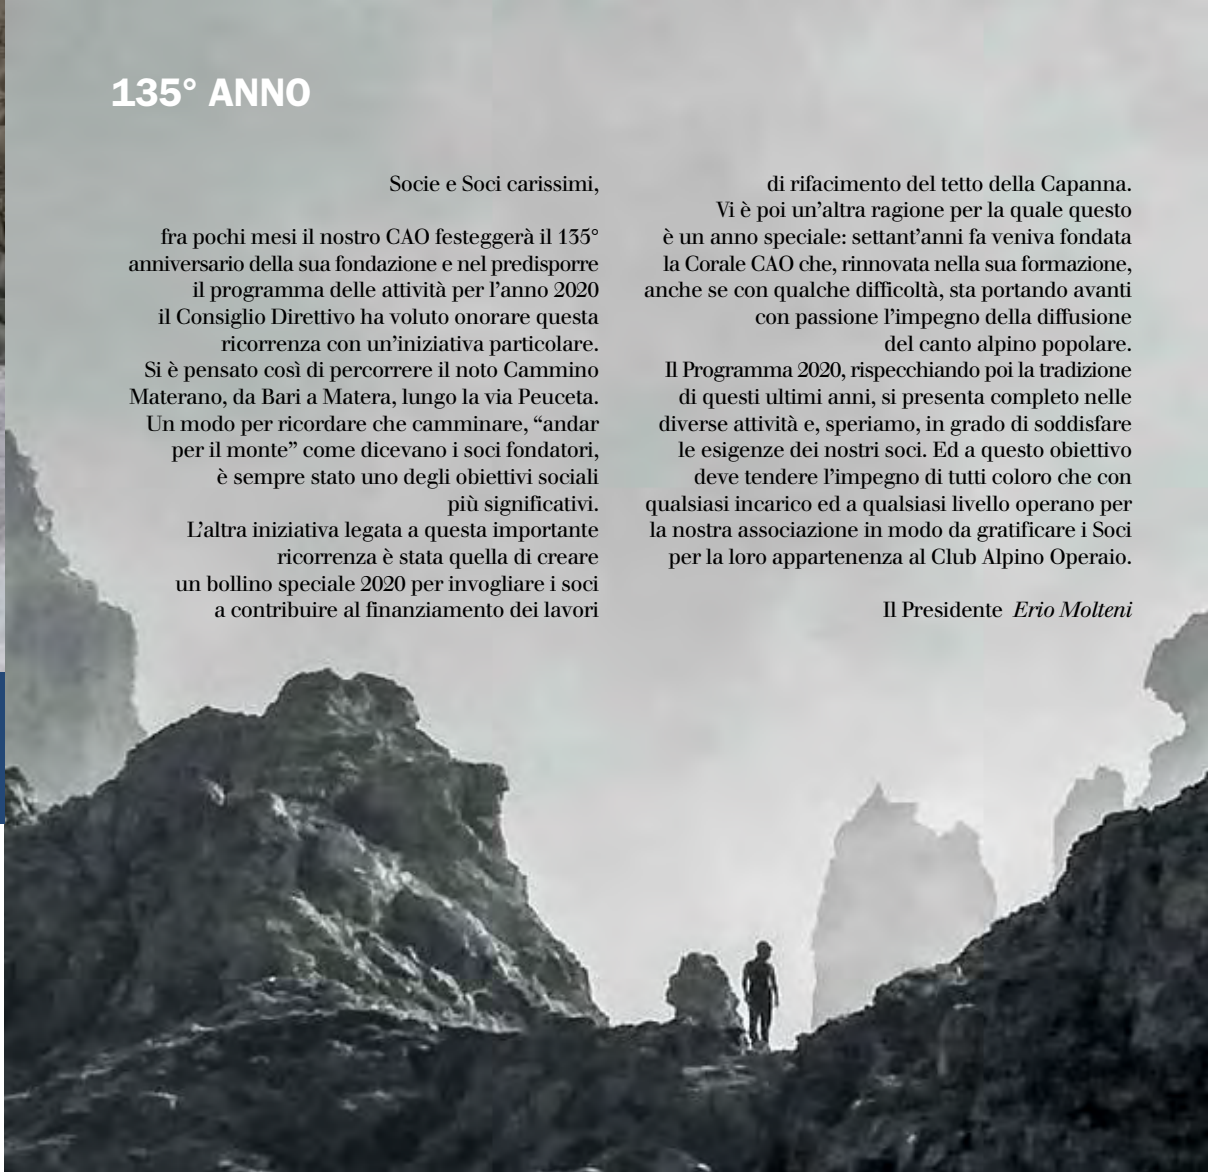 135° ANNO
Socie e Soci carissimi,
fra pochi mesi il nostro CAO festeggerà il 135°
anniversario della sua fondazione e nel predisporre
il programma delle attività per l’anno 2020
il Consiglio Direttivo ha voluto onorare questa
ricorrenza con un’iniziativa particolare.
Si è pensato così di percorrere il noto Cammino
Materano, da Bari a Matera, lungo la via Peuceta.
Un modo per ricordare che camminare, “andar
per il monte” come dicevano i soci fondatori,
è sempre stato uno degli obiettivi sociali
più significativi.
L’altra iniziativa legata a questa importante
ricorrenza è stata quella di creare
un bollino speciale 2020 per invogliare i soci
a contribuire al finanziamento dei lavori
di rifacimento del tetto della Capanna.
Vi è poi un’altra ragione per la quale questo
è un anno speciale: settant’anni fa veniva fondata
la Corale CAO che, rinnovata nella sua formazione,
anche se con qualche difficoltà, sta portando avanti
con passione l’impegno della diffusione
del canto alpino popolare.
Il Programma 2020, rispecchiando poi la tradizione
di questi ultimi anni, si presenta completo nelle
diverse attività e, speriamo, in grado di soddisfare
le esigenze dei nostri soci. Ed a questo obiettivo
deve tendere l’impegno di tutti coloro che con
qualsiasi incarico ed a qualsiasi livello operano per
la nostra associazione in modo da gratificare i Soci
per la loro appartenenza al Club Alpino Operaio.
Il Presidente Erio Molteni